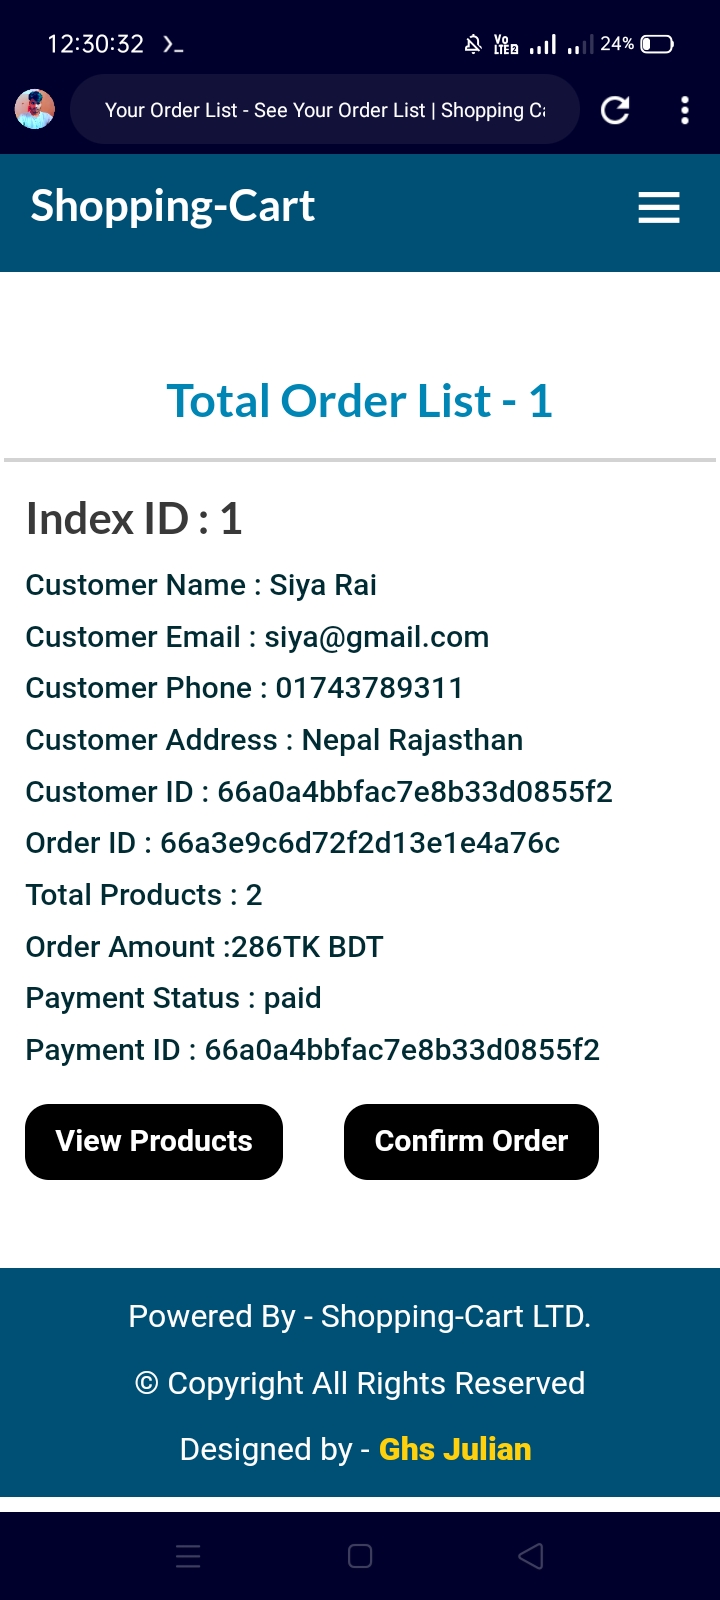 12:30:32
Vo
LTE2
24%
Your Order List - See Your Order List | Shopping Ca
Shopping-Cart
Total Order List - 1
Index ID : 1
Customer Name : Siya Rai
Customer Email : siya@gmail.com
Customer Phone : 01743789311
Customer Address : Nepal Rajasthan
Customer ID : 66a0a4bbfac7e8b33d0855f2
Order ID : 66a3e9c6d72f2d13e1e4a76c
Total Products : 2
Order Amount :286TK BDT
Payment Status : paid
Payment ID : 66a0a4bbfac7e8b33d0855f2
View Products Confirm Order
Powered By - Shopping-Cart LTD.
© Copyright All Rights Reserved
Designed by - Ghs Julian